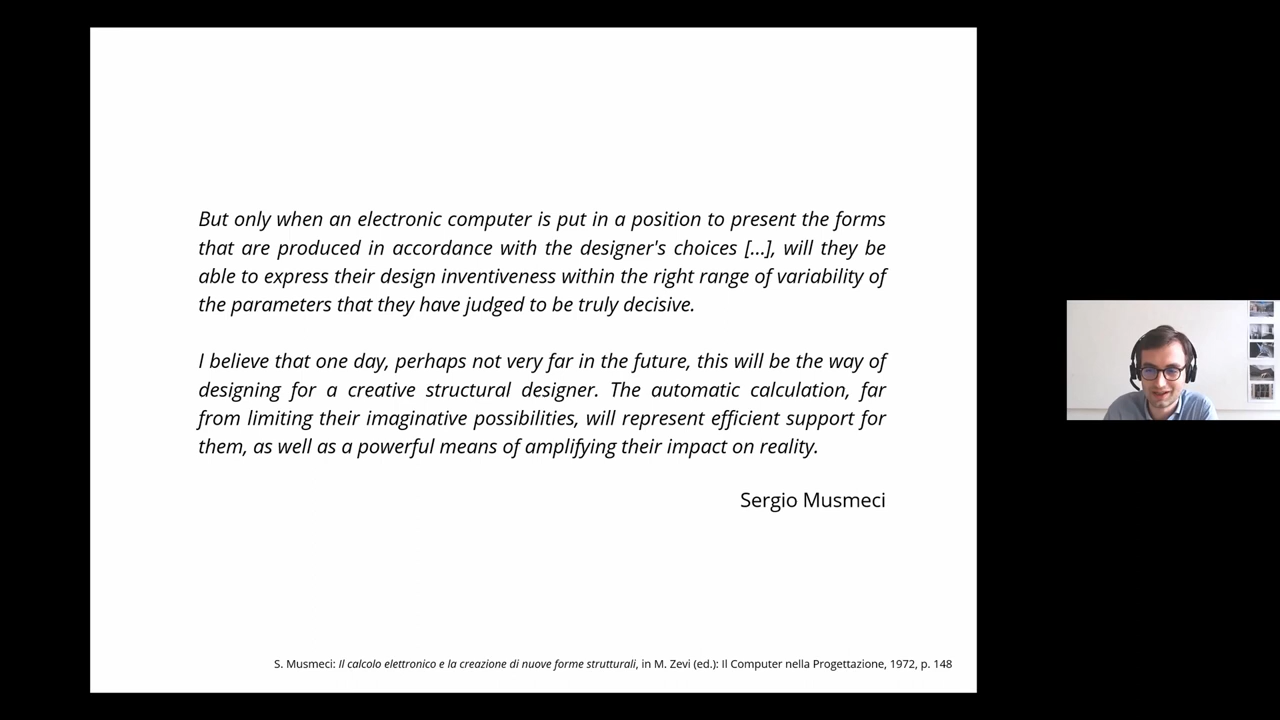 But only when an electronic computer is put in a position to present the forms
that are produced in accordance with the designer's choices [...], will they be
able to express their design inventiveness within the right range of variability of
the parameters that they have judged to be truly decisive.
I believe that one day, perhaps not very far in the future, this will be the way of
designing for a creative structural designer. The automatic calculation, far
from limiting their imaginative possibilities, will represent efficient support for
them, as well as a powerful means of amplifying their impact on reality.
Sergio Musmeci
S. Musmeci: Il calcolo elettronico e la creazione di nuove forme strutturali, in M. Zevi (ed.): Il Computer nella Progettazione, 1972, p. 148